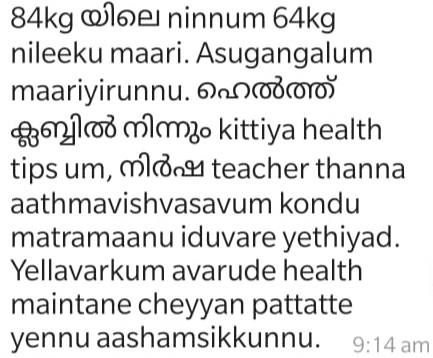 84kg യിലെ ninnum 64kg
nileeku maari. Asugangalum
maariyirunnu. ഹെൽത്ത്
ക്ലബ്ബിൽ നിന്നും kittiya health
tips um, നിർഷ teacher thanna
aathmavishvasavum kondu
matramaanu iduvare yethiyad.
Yellavarkum avarude health
maintane cheyyan pattatte
yennu aashamsikkunnu. 9:14 am